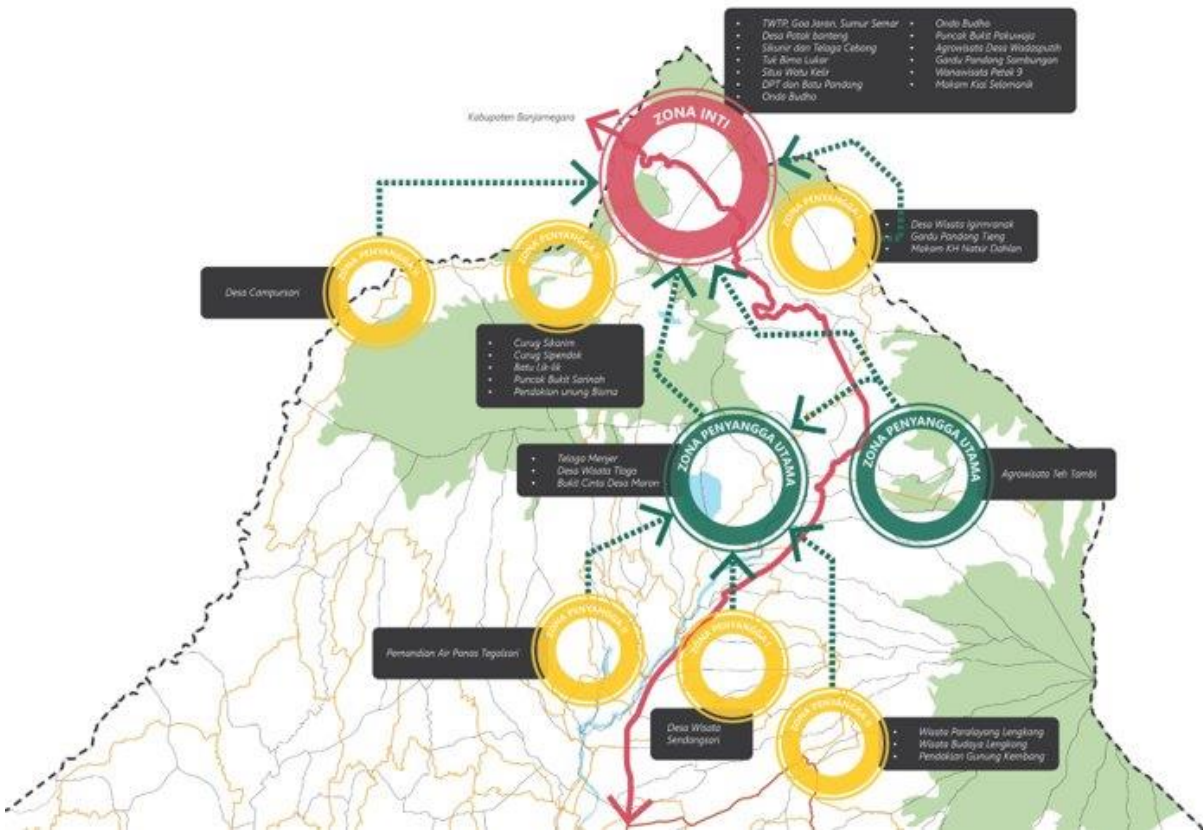 • TWTP, Goa Jaran, Sumur Semar
• Desa Patak banteng
• Sikunir dan Telaga Cebong
• Tuk Bimo Lukar
• Situs Watu Kelir
• DPT dan Batu Pandang
• Ondo Budho
• Ondo Budho
• Puncak Bukit Pakuwaja
• Agrowisata Desa Wadasputih
• Gardu Pandang Sambungan
• Wanawisata Petak 9
• Makam Kiai Selomanik
Kabupaten Banjarnegara
ZONA INTI
ZONA PENYANGGA
• Desa Wisata Igirmranak
• Gardu Pandang Tieng
• Makam KH Natur Dahlan
ZONA PENYANGGA
Desa Campursari
ZONA PENYANGGA
• Curug Sikarim
• Curug Sipendok
• Batu Lik-lik
• Puncak Bukit Sarinah
• Pendakian unung Bisma
ZONA PENYANGGA UTAMA
• Telaga Menjer
• Desa Wisata Tlogo
• Bukit Cinta Desa Maron
ZONA PENYANGGA UTAMA
Agrowisata Teh Tambi
ZONA PENYANGGA
Pemandian Air Panas Tegalsari
ZONA PENYANGGA
Desa Wisata
Sendangsari
ZONA PENYANGGA
• Wisata Paralayang Lengkong
• Wisata Budaya Lengkong
• Pendakian Gunung Kembang